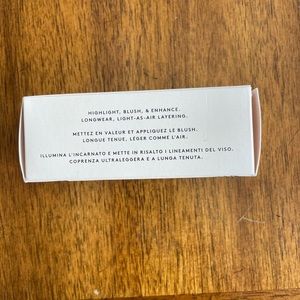 HIGHLIGHT, BLUSH, & ENHANCE.
LONGWEAR, LIGHT-AS-AIR LAYERING.
METTEZ EN VALEUR ET APPLIQUEZ LE BLUSH.
LONGUE TENUE, LÉGER COMME L'AIR.
ILLUMINA L'INCARNATO E METTE IN RISALTO I LINEAMENTI DEL VISO.
COPRENZA ULTRALEGGERA E A LUNGA TENUTA.